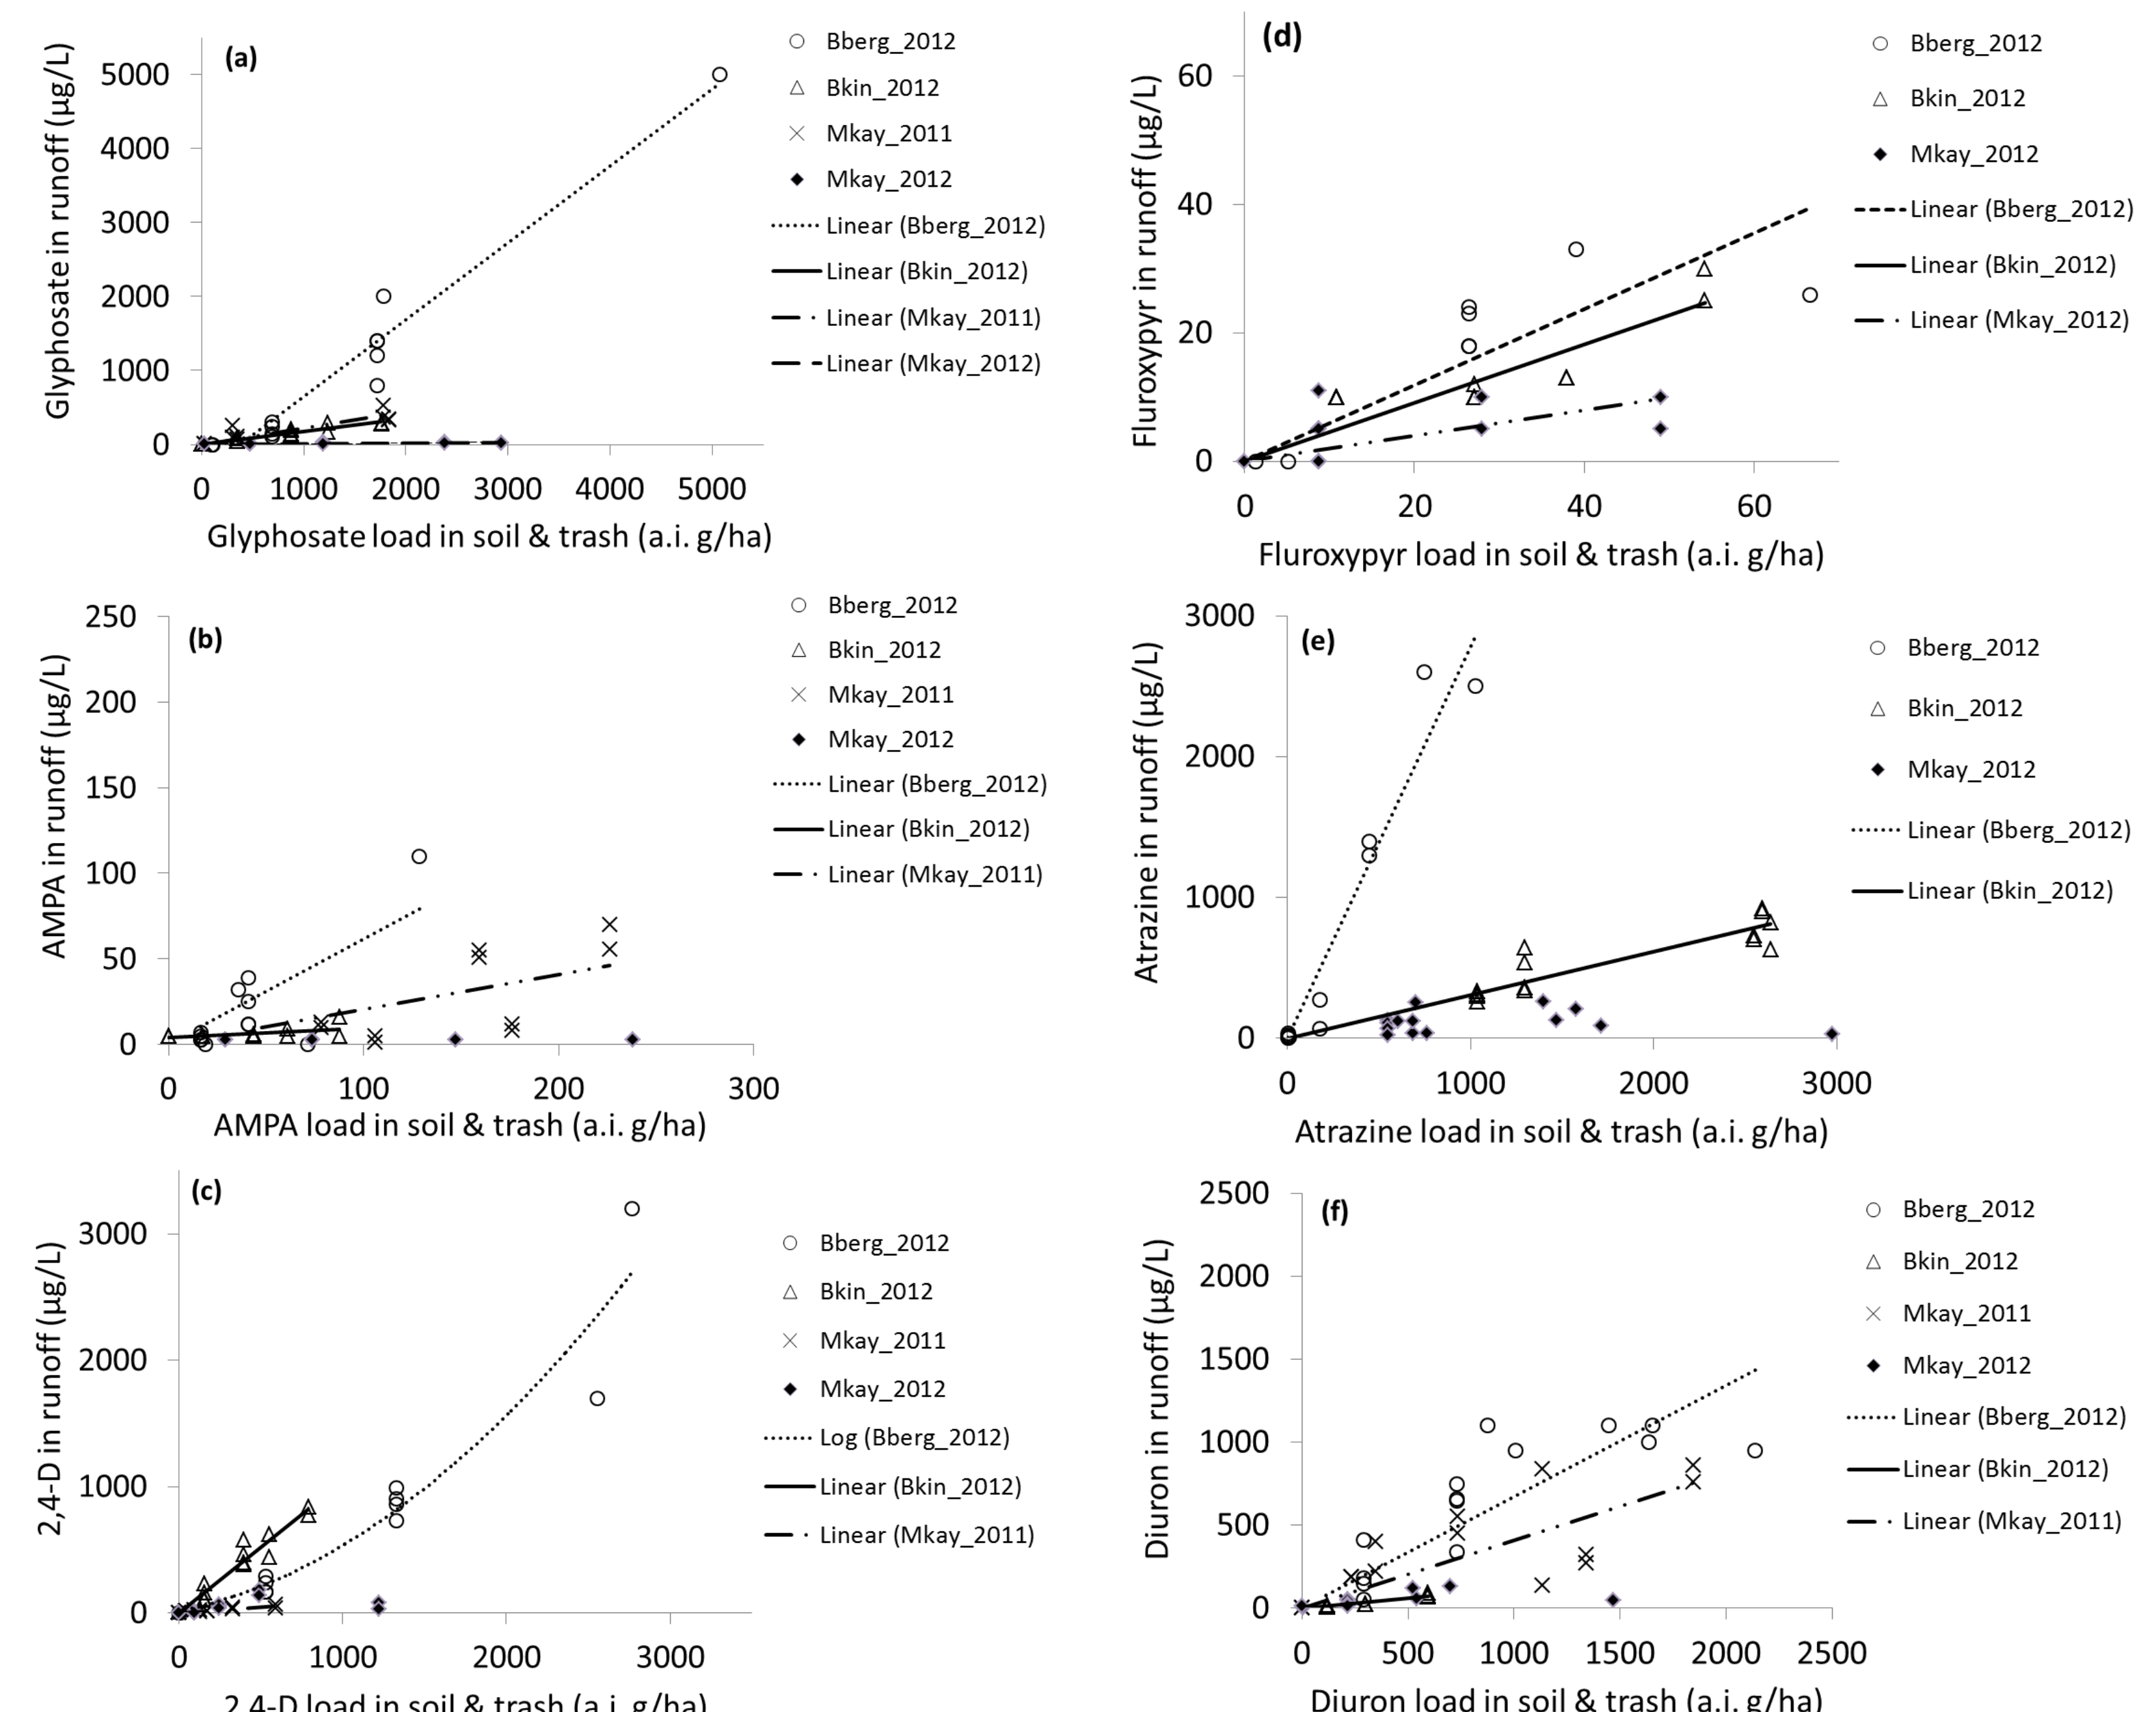 (a)
Glyphosate in runoff (µg/L)
5000
4000
3000
2000
1000
0
0 1000 2000 3000 4000 5000
Glyphosate load in soil & trash (a.i. g/ha)
Bberg_2012
Bkin_2012
Mkay_2011
Mkay_2012
Linear (Bberg_2012)
Linear (Bkin_2012)
Linear (Mkay_2011)
Linear (Mkay_2012)
(d)
Fluroxypyr in runoff (µg/L)
60
40
20
0
0 20 40 60
Fluroxypyr load in soil & trash (a.i. g/ha)
Bberg_2012
Bkin_2012
Mkay_2012
Linear (Bberg_2012)
Linear (Bkin_2012)
Linear (Mkay_2012)
(b)
AMPA in runoff (µg/L)
250
200
150
100
50
0
0 100 200 300
AMPA load in soil & trash (a.i. g/ha)
Bberg_2012
Bkin_2012
Mkay_2011
Mkay_2012
Linear (Bberg_2012)
Linear (Bkin_2012)
Linear (Mkay_2011)
(e)
Atrazine in runoff (µg/L)
3000
2000
1000
0
0 1000 2000 3000
Atrazine load in soil & trash (a.i. g/ha)
Bberg_2012
Bkin_2012
Mkay_2012
Linear (Bberg_2012)
Linear (Bkin_2012)
(c)
2,4-D in runoff (µg/L)
3000
2000
1000
0
0 1000 2000 3000
2,4-D load in soil & trash (a.i. g/ha)
Bberg_2012
Bkin_2012
Mkay_2011
Mkay_2012
Log (Bberg_2012)
Linear (Bkin_2012)
Linear (Mkay_2011)
(f)
Diuron in runoff (µg/L)
2500
2000
1500
1000
500
0
0 500 1000 1500 2000 2500
Diuron load in soil & trash (a.i. g/ha)
Bberg_2012
Bkin_2012
Mkay_2011
Mkay_2012
Linear (Bberg_2012)
Linear (Bkin_2012)
Linear (Mkay_2011)